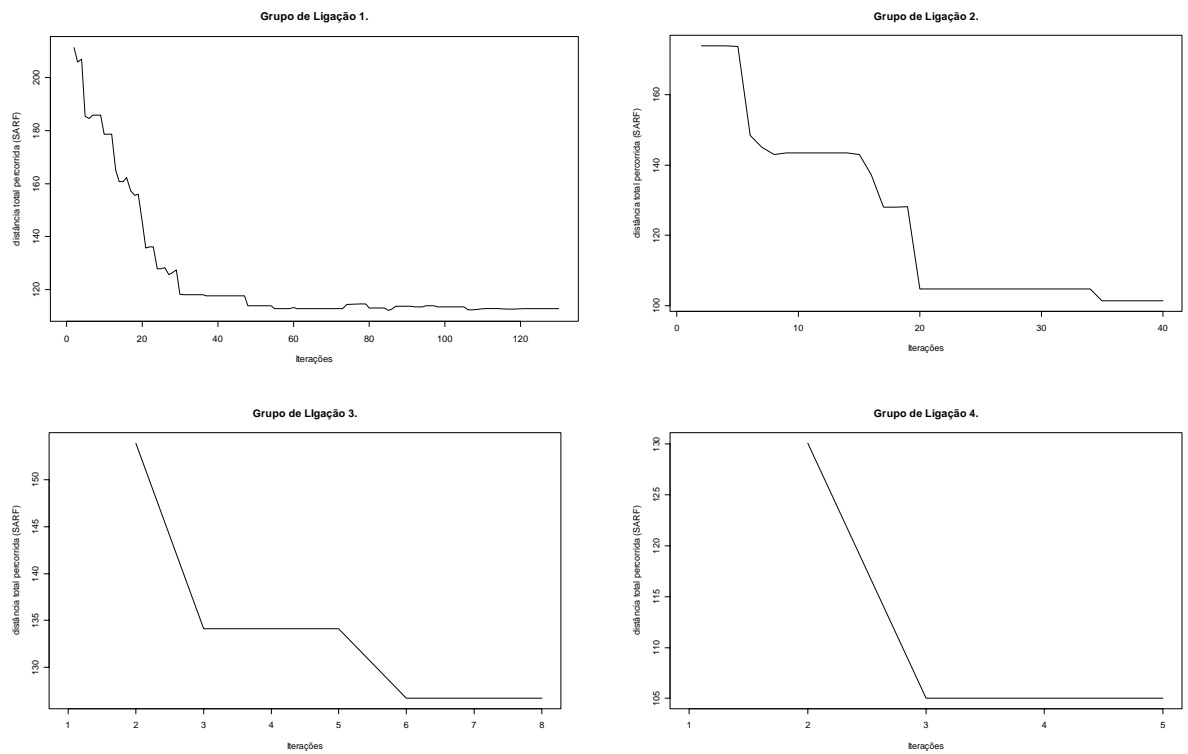 Grupo de Ligação 1.
distância total percorrida (SARF)
200
180
160
140
120
0 20 40 60 80 100 120
Iterações
Grupo de Ligação 2.
distância total percorrida (SARF)
160
140
120
100
0 10 20 30 40
Iterações
Grupo de LIgação 3.
distância total percorrida (SARF)
150
145
140
135
130
1 2 3 4 5 6 7 8
Iterações
Grupo de Ligação 4.
distância total percorrida (SARF)
130
125
120
115
110
105
1 2 3 4 5
Iterações